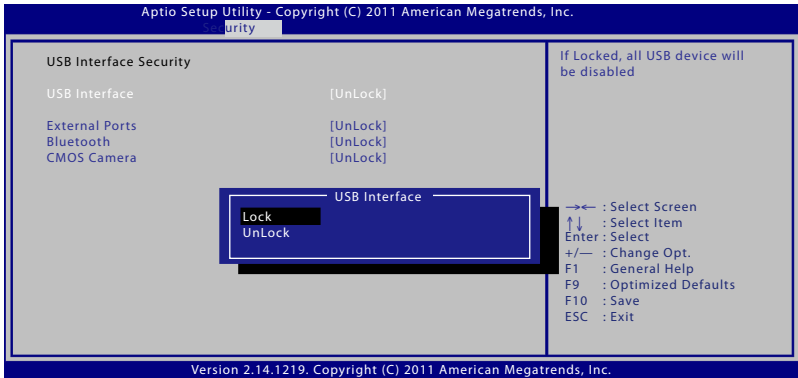 Aptio Setup Utility - Copyright (C) 2011 American Megatrends, Inc.
Security
USB Interface Security
USB Interface [UnLock]
External Ports [UnLock]
Bluetooth [UnLock]
CMOS Camera [UnLock]
USB Interface
Lock
UnLock
If Locked, all USB device will
be disabled
→← : Select Screen
↑↓ : Select Item
Enter : Select
+/— : Change Opt.
F1 : General Help
F9 : Optimized Defaults
F10 : Save
ESC : Exit
Version 2.14.1219. Copyright (C) 2011 American Megatrends, Inc.